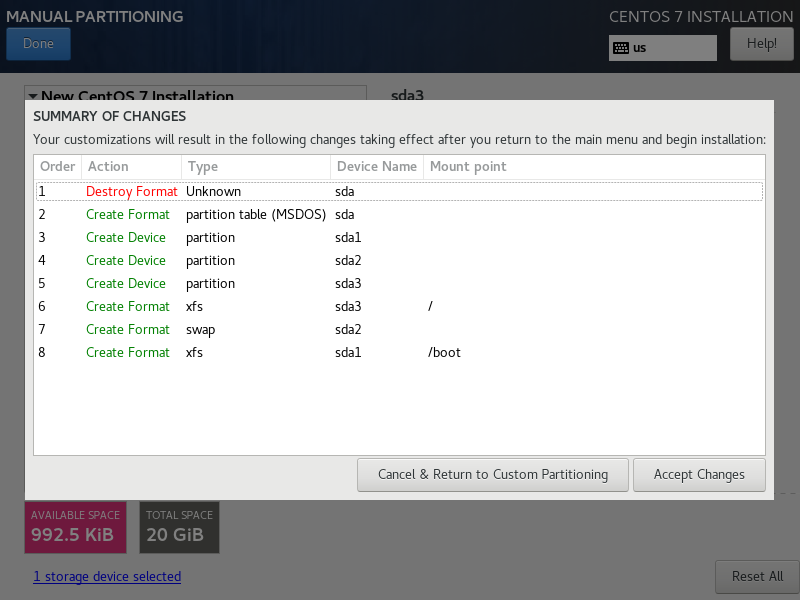 MANUAL PARTITIONING
CENTOS 7 INSTALLATION
Done
us
Help!
New CentOS 7 Installation
sda3
SUMMARY OF CHANGES
Your customizations will result in the following changes taking effect after you return to the main menu and begin installation:
Order Action Type Device Name Mount point
1 Destroy Format Unknown sda
2 Create Format partition table (MSDOS) sda
3 Create Device partition sda1
4 Create Device partition sda2
5 Create Device partition sda3
6 Create Format xfs sda3 /
7 Create Format swap sda2
8 Create Format xfs sda1 /boot
Cancel & Return to Custom Partitioning
Accept Changes
AVAILABLE SPACE
992.5 KiB
TOTAL SPACE
20 GiB
1 storage device selected
Reset All